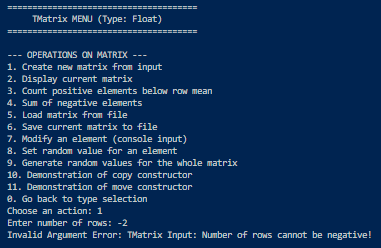 =====================================
TMatrix MENU (Type: Float)
=====================================
--- OPERATIONS ON MATRIX ---
1. Create new matrix from input
2. Display current matrix
3. Count positive elements below row mean
4. Sum of negative elements
5. Load matrix from file
6. Save current matrix to file
7. Modify an element (console input)
8. Set random value for an element
9. Generate random values for the whole matrix
10. Demonstration of copy constructor
11. Demonstration of move constructor
0. Go back to type selection
Choose an action: 1
Enter number of rows: -2
Invalid Argument Error: TMatrix Input: Number of rows cannot be negative!